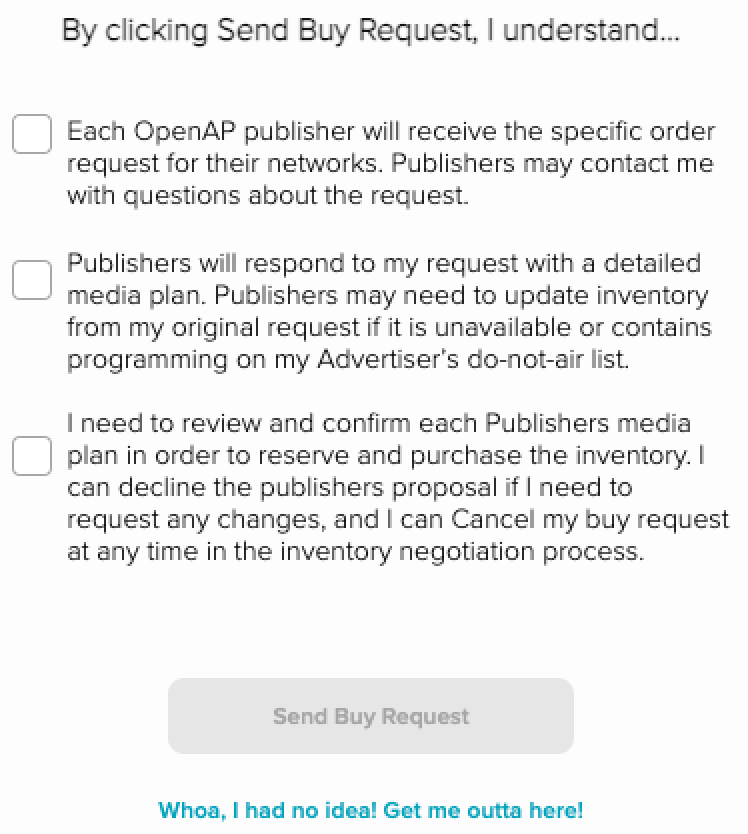 By clicking Send Buy Request, I understand...
Each OpenAP publisher will receive the specific order
request for their networks. Publishers may contact me
with questions about the request.
Publishers will respond to my request with a detailed
media plan. Publishers may need to update inventory
from my original request if it is unavailable or contains
programming on my Advertiser's do-not-air list.
I need to review and confirm each Publishers media
plan in order to reserve and purchase the inventory. I
can decline the publishers proposal if I need to
request any changes, and I can Cancel my buy request
at any time in the inventory negotiation process.
Send Buy Request
Whoa, I had no idea! Get me outta here!